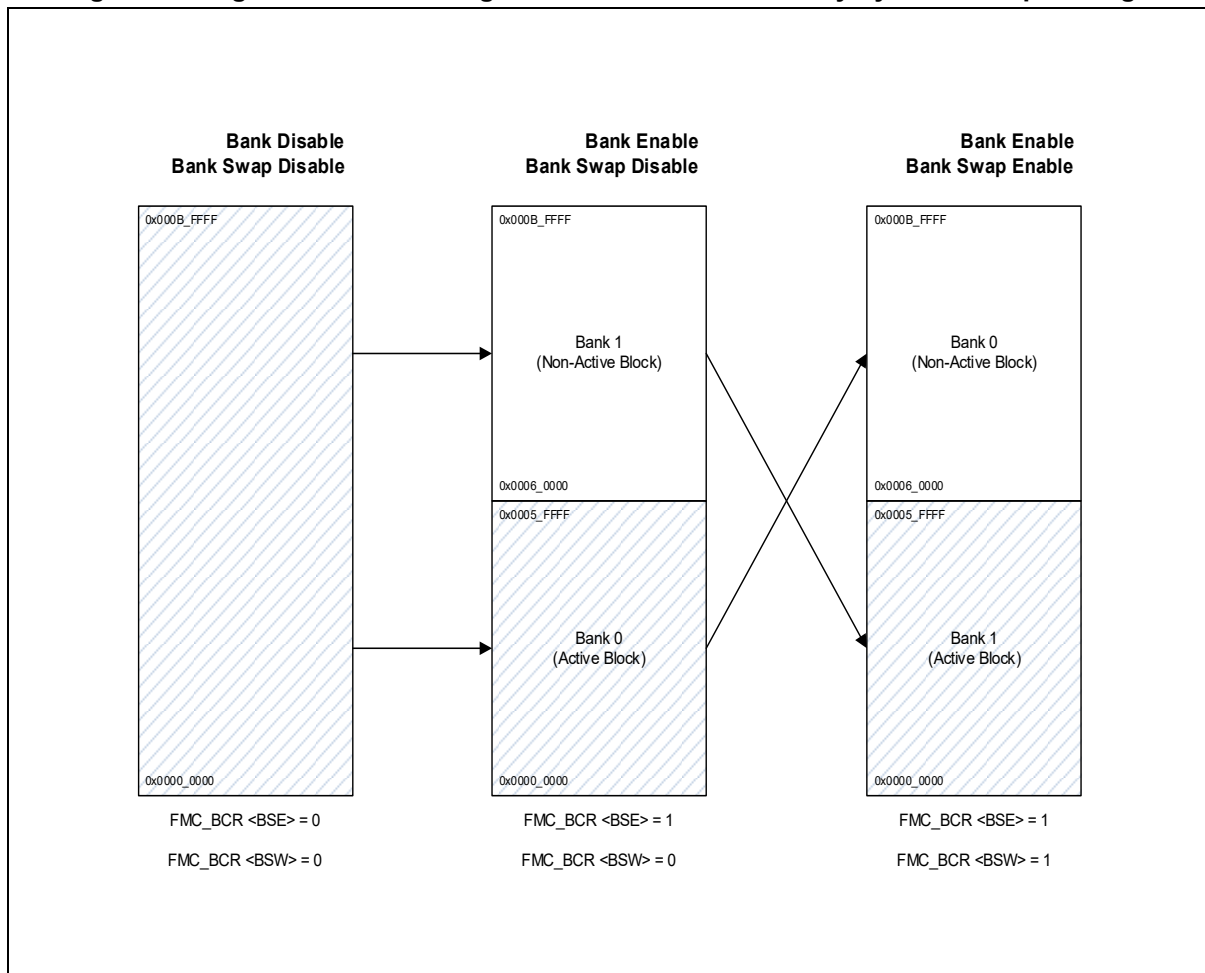 Bank Disable
Bank Swap Disable
Bank Enable
Bank Swap Disable
Bank Enable
Bank Swap Enable
0x000B_FFFF
0x000B_FFFF
0x000B_FFFF
Bank 1
(Non-Active Block)
Bank 0
(Non-Active Block)
0x0006_0000
0x0006_0000
0x0005_FFFF
0x0005_FFFF
Bank 0
(Active Block)
Bank 1
(Active Block)
0x0000_0000
0x0000_0000
0x0000_0000
FMC_BCR <BSE> = 0
FMC_BCR <BSE> = 1
FMC_BCR <BSE> = 1
FMC_BCR <BSW> = 0
FMC_BCR <BSW> = 0
FMC_BCR <BSW> = 1